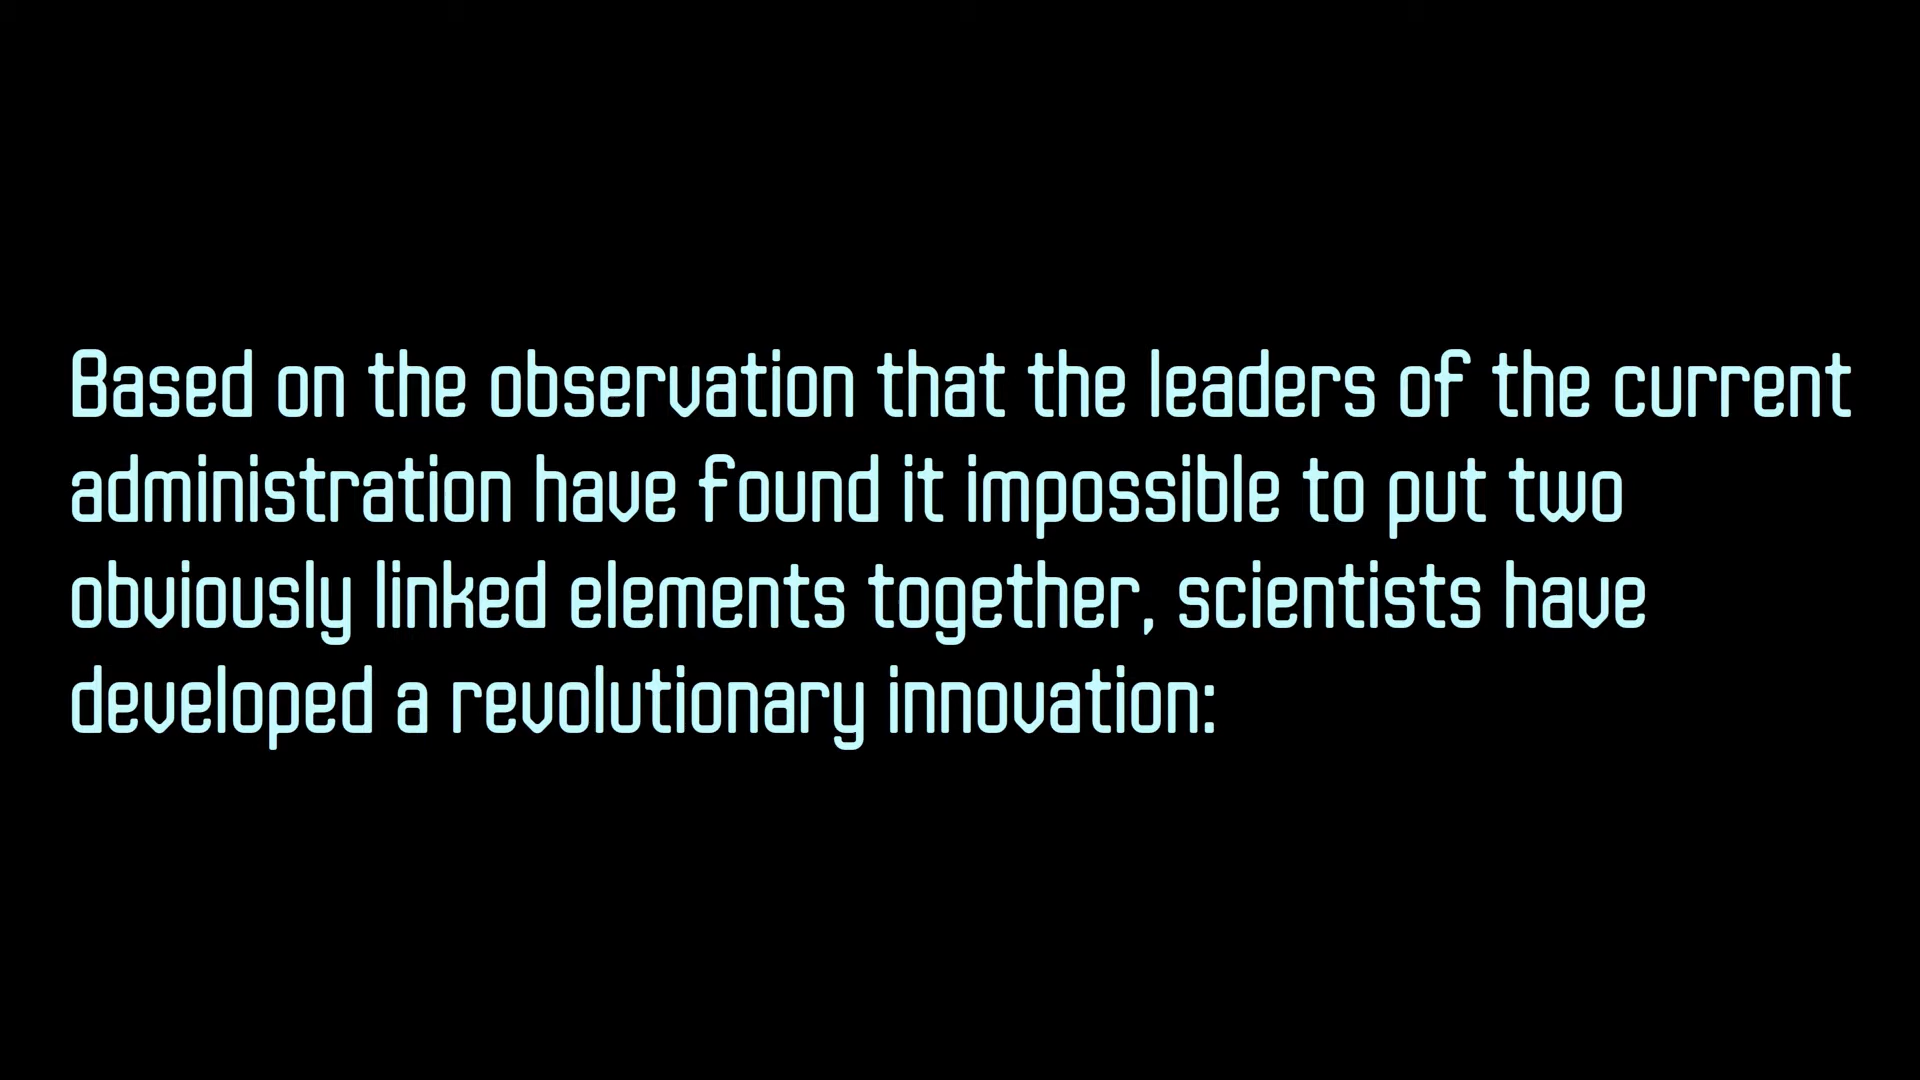 Based on the observation that the leaders of the current
administration have found it impossible to put two
obviously linked elements together, scientists have
developed a revolutionary innovation: